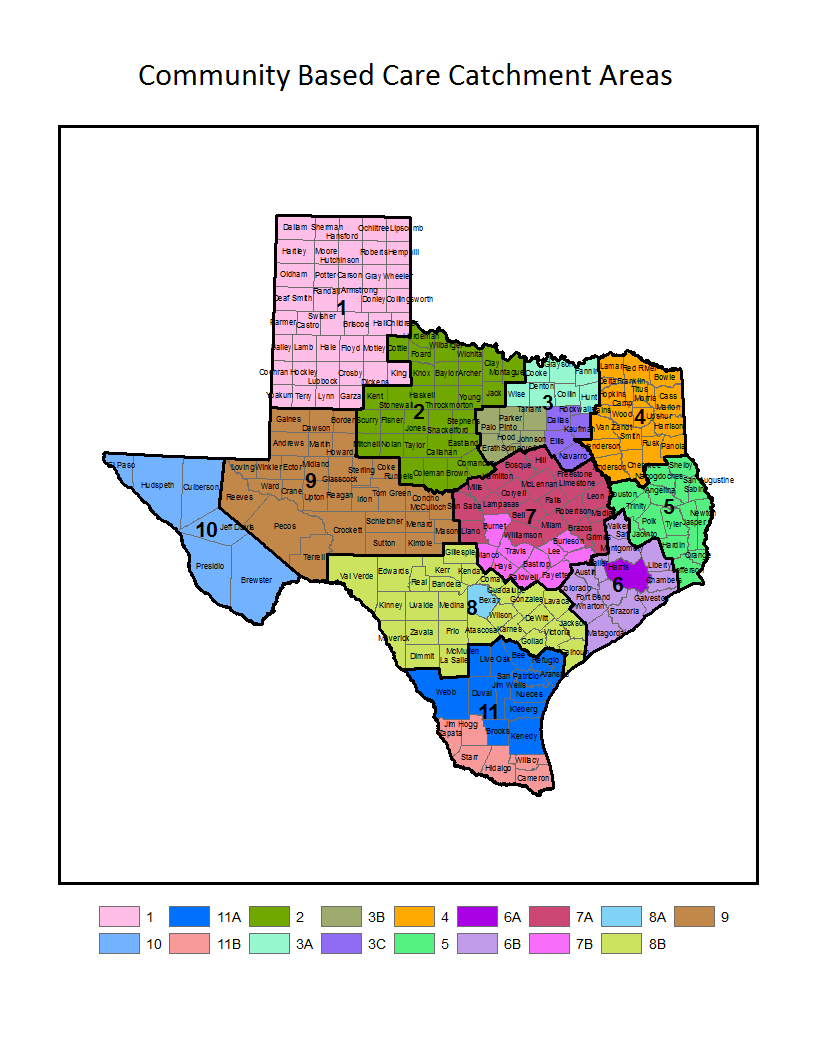 Community Based Care Catchment Areas
Dallam Sherman Ochiltree Lipscomb
Hansford
Hartley Moore Roberts Hemphill
Hutchinson
Oldham Potter Carson Gray Wheeler
Randall Armstrong
Deaf Smith Donley Collingsworth
1
Parmer Castro Swisher Briscoe Hall Childress
Bailey Lamb Hale Floyd Motley Cottle Foard Wilbarger Wichita Clay
Cochran Hockley Lubbock Crosby Dickens King Knox Baylor Archer Montague Cooke Grayson Fannin Lamar Red River Bowie
Yoakum Terry Lynn Garza Kent Stonewall Haskell Throckmorton Young Jack Wise Denton Collin Hunt Hopkins Franklin Titus Morris Cass
2 3 4
Gaines Dawson Borden Scurry Fisher Jones Shackelford Stephens Palo Pinto Parker Tarrant Dallas Rockwall Kaufman Van Zandt Wood Camp Upshur Marion Harrison
Andrews Martin Howard Mitchell Nolan Taylor Callahan Eastland Erath Hood Johnson Ellis Navarro Smith Rusk Panola
El Paso Hudspeth Culberson Loving Winkler Ector Midland Glasscock Sterling Coke Runnels Coleman Brown
9
Reeves Ward Crane Upton Reagan Irion Tom Green Concho McCulloch San Saba Mills Lampasas Coryell Bosque Hill McLennan Limestone Freestone Falls Leon Robertson
10 7 5
Jeff Davis Pecos Crockett Schleicher Menard Mason Llano Burnet Bell Milam Williamson Brazos Grimes Houston Trinity Angelina Nacogdoches Shelby San Augustine Sabine
Presidio Brewster Terrell Sutton Kimble Gillespie Blanco Travis Hays Bastrop Lee Burleson Caldwell Fayette Walker Polk Tyler Jasper Newton Hardin Orange Jefferson
Val Verde Edwards Real Kerr Bandera Kendall Guadalupe Gonzales Lavaca Colorado Austin Montgomery Harris Liberty Chambers
8 6
Kinney Uvalde Medina Bexar Wilson DeWitt Jackson Wharton Fort Bend Brazoria Galveston Matagorda
Maverick Zavala Frio Atascosa Karnes Goliad Victoria
Dimmit La Salle McMullen Live Oak Bee Refugio
Webb Duval Jim Wells San Patricio Nueces
11
Kleberg
Jim Hogg Brooks Kenedy
Zapata
Starr Hidalgo Willacy
Cameron
1 11A 2 3B 4 6A 7A 8A 9
10 11B 3A 3C 5 6B 7B 8B